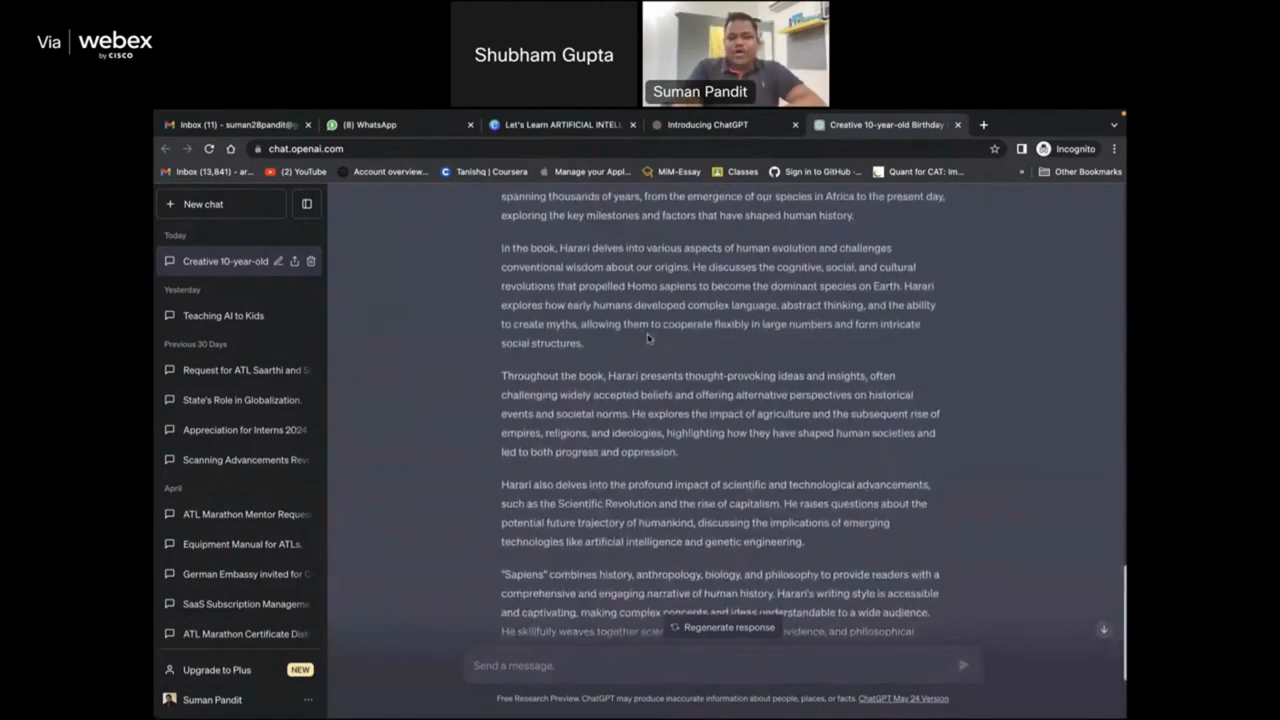 Via webex
by CISCO
Shubham Gupta
Suman Pandit
Inbox (11) - suman28pandit@g
(8) WhatsApp
Let's Learn ARTIFICIAL INTEL
Introducing ChatGPT
Creative 10-year-old Birthday
chat.openai.com
Incognito
Inbox (13,841) - ar...
(2) YouTube
Account overview...
Tanishq | Coursera
Manage your Appl...
MiM-Essay
Classes
Sign in to GitHub ·...
Quant for CAT: Im...
»
Other Bookmarks
+ New chat
Today
Creative 10-year-old
Yesterday
Teaching AI to Kids
Previous 30 Days
Request for ATL Saarthi and S
State's Role in Globalization.
Appreciation for Interns 2024
Scanning Advancements Rev
April
ATL Marathon Mentor Reques
Equipment Manual for ATLs.
German Embassy invited for
SaaS Subscription Manageme
ATL Marathon Certificate Dist
Upgrade to Plus NEW
Suman Pandit
spanning thousands of years, from the emergence of our species in Africa to the present day,
exploring the key milestones and factors that have shaped human history.
In the book, Harari delves into various aspects of human evolution and challenges
conventional wisdom about our origins. He discusses the cognitive, social, and cultural
revolutions that propelled Homo sapiens to become the dominant species on Earth. Harari
explores how early humans developed complex language, abstract thinking, and the ability
to create myths, allowing them to cooperate flexibly in large numbers and form intricate
social structures.
Throughout the book, Harari presents thought-provoking ideas and insights, often
challenging widely accepted beliefs and offering alternative perspectives on historical
events and societal norms. He explores the impact of agriculture and the subsequent rise of
empires, religions, and ideologies, highlighting how they have shaped human societies and
led to both progress and oppression.
Harari also delves into the profound impact of scientific and technological advancements,
such as the Scientific Revolution and the rise of capitalism. He raises questions about the
potential future trajectory of humankind, discussing the implications of emerging
technologies like artificial intelligence and genetic engineering.
"Sapiens" combines history, anthropology, biology, and philosophy to provide readers with a
comprehensive and engaging narrative of human history. Harari's writing style is accessible
and captivating, making complex concepts and ideas understandable to a wide audience.
He skillfully weaves together and philosophical
Regenerate response
Send a message.
Free Research Preview. ChatGPT may produce inaccurate information about people, places, or facts. ChatGPT May 24 Version